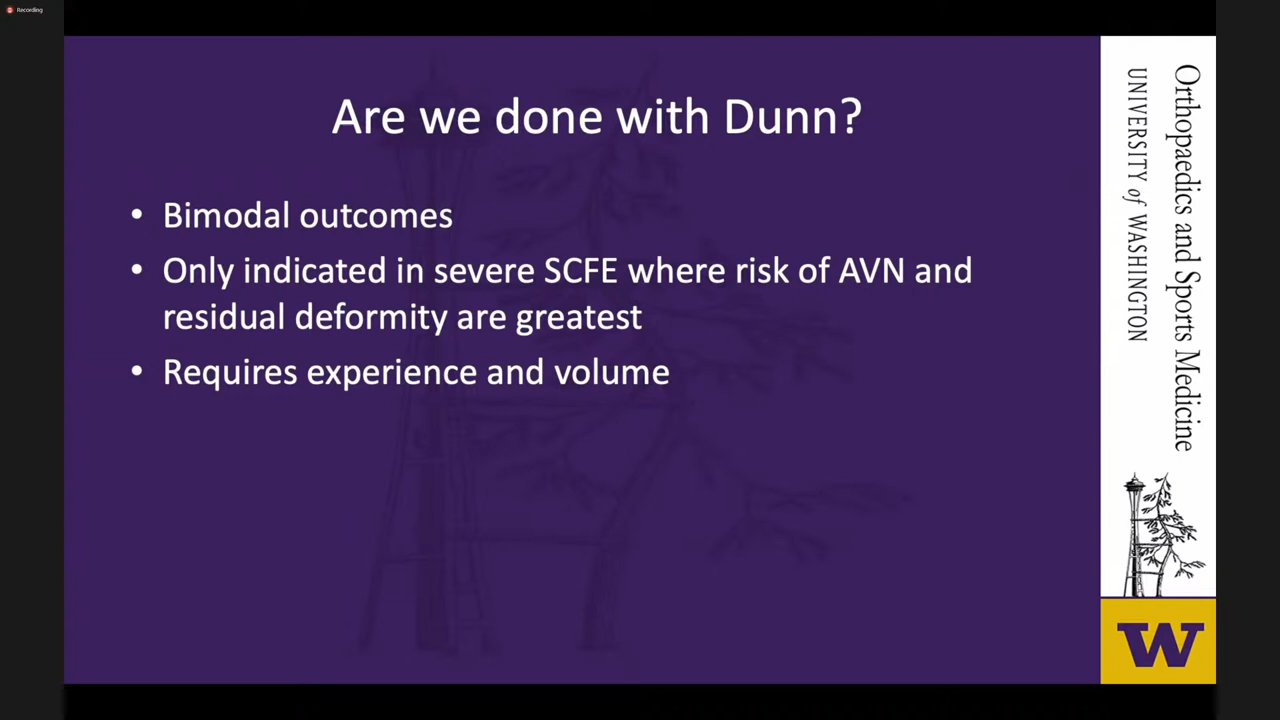 Recording
Are we done with Dunn?
• Bimodal outcomes
• Only indicated in severe SCFE where risk of AVN and
residual deformity are greatest
• Requires experience and volume
Orthopaedics and Sports Medicine
UNIVERSITY of WASHINGTON
W